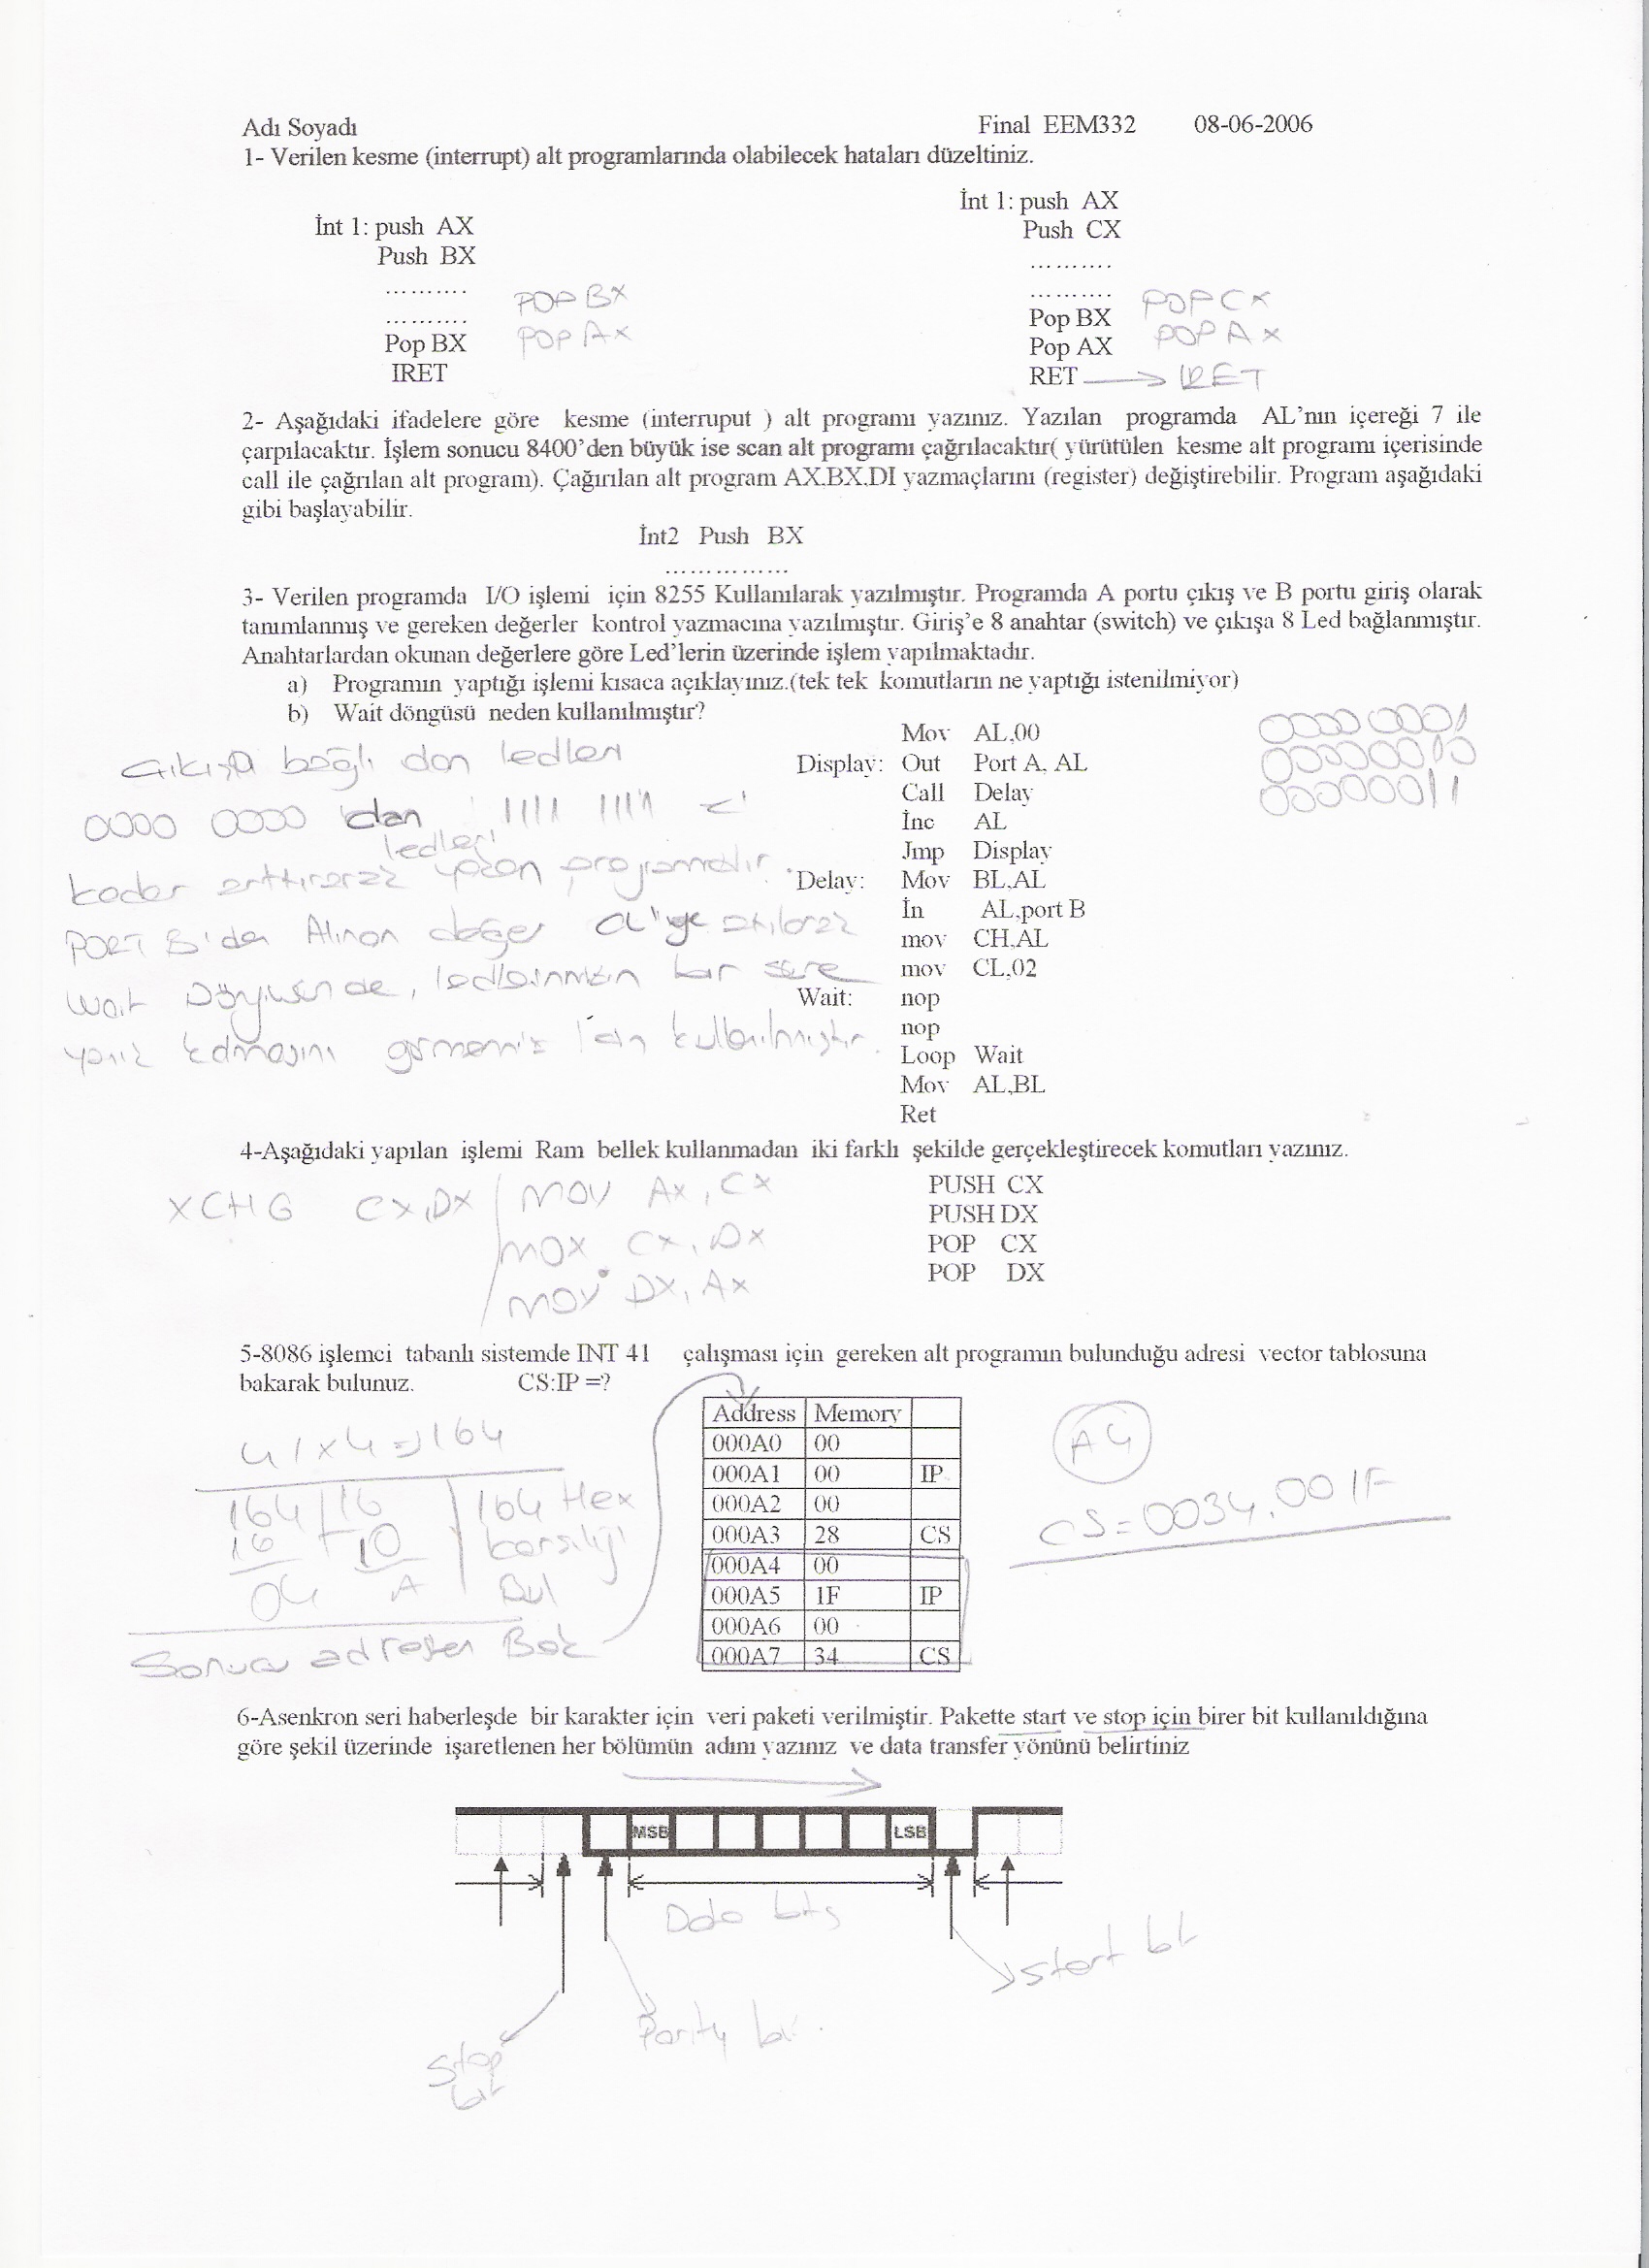 Adı Soyadı Final EEM332 08-06-2006
1- Verilen kesme (interrupt) alt programlarında olabilecek hataları düzeltiniz.
İnt 1: push AX
Push BX
..........
..........
Pop BX
IRET
POP BX
POP AX
İnt 1: push AX
Push CX
..........
..........
Pop BX
Pop AX
RET
POP CX
POP AX
IRET
2- Aşağıdaki ifadelere göre kesme (interruput ) alt programı yazınız. Yazılan programda AL'nın içereği 7 ile
çarpılacaktır. İşlem sonucu 8400'den büyük ise scan alt programı çağrılacaktır( yürütülen kesme alt programı içerisinde
call ile çağrılan alt program). Çağırılan alt program AX,BX,DI yazmaçlarını (register) değiştirebilir. Program aşağıdaki
gibi başlayabilir.
İnt2 Push BX
..............
3- Verilen programda I/O işlemi için 8255 Kullanılarak yazılmıştır. Programda A portu çıkış ve B portu giriş olarak
tanımlanmış ve gereken değerler kontrol yazmacına yazılmıştır. Giriş'e 8 anahtar (switch) ve çıkışa 8 Led bağlanmıştır.
Anahtarlardan okunan değerlere göre Led'lerin üzerinde işlem yapılmaktadır.
a) Programın yaptığı işlemi kısaca açıklayınız.(tek tek komutların ne yaptığı istenilmiyor)
b) Wait döngüsü neden kullanılmıştır?
Mov AL,00
Display: Out Port A, AL
Call Delay
İnc AL
Jmp Display
Delay: Mov BL,AL
İn AL,port B
mov CH,AL
mov CL,02
Wait: nop
nop
Loop Wait
Mov AL,BL
Ret
0000 0001
00000010
00000011
Çıkışa bağlı olan ledleri
0000 0000 'dan 1111 1111 'e
ledleri
kadar arttırarak yakan programdır.
PORT B'den Alınan değer CL'ye atılarak
wait Döngüsünde, ledlerimizin bir süre
yanık kalmasını görmemiz için kullanılmıştır.
4-Aşağıdaki yapılan işlemi Ram bellek kullanmadan iki farklı şekilde gerçekleştirecek komutları yazınız.
PUSH CX
PUSH DX
POP CX
POP DX
XCHG CX,DX
MOV AX, CX
MOX CX, DX
MOV DX, AX
5-8086 işlemci tabanlı sistemde INT 41 çalışması için gereken alt programın bulunduğu adresi vector tablosuna
bakarak bulunuz. CS:IP =?
Address Memory
000A0 00
000A1 00 IP
000A2 00
000A3 28 CS
000A4 00
000A5 1F IP
000A6 00
000A7 34 CS
41x4=>164
164 16
16 10
04 A
164 Hex
karşılığı
Bul
Sonucu adresten Bak
A4
CS=0034,001F
6-Asenkron seri haberleşde bir karakter için veri paketi verilmiştir. Pakette start ve stop için birer bit kullanıldığına
göre şekil üzerinde işaretlenen her bölümün adını yazınız ve data transfer yönünü belirtiniz
MSB LSB
Data bits
start bit
Parity bit
Stop
bit